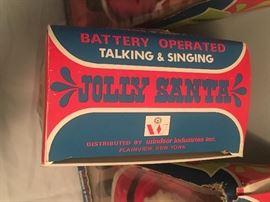 BATTERY OPERATED
TALKING & SINGING
JOLLY SANTA
DISTRIBUTED BY windsor industries inc.
PLAINVIEW, NEW YORK